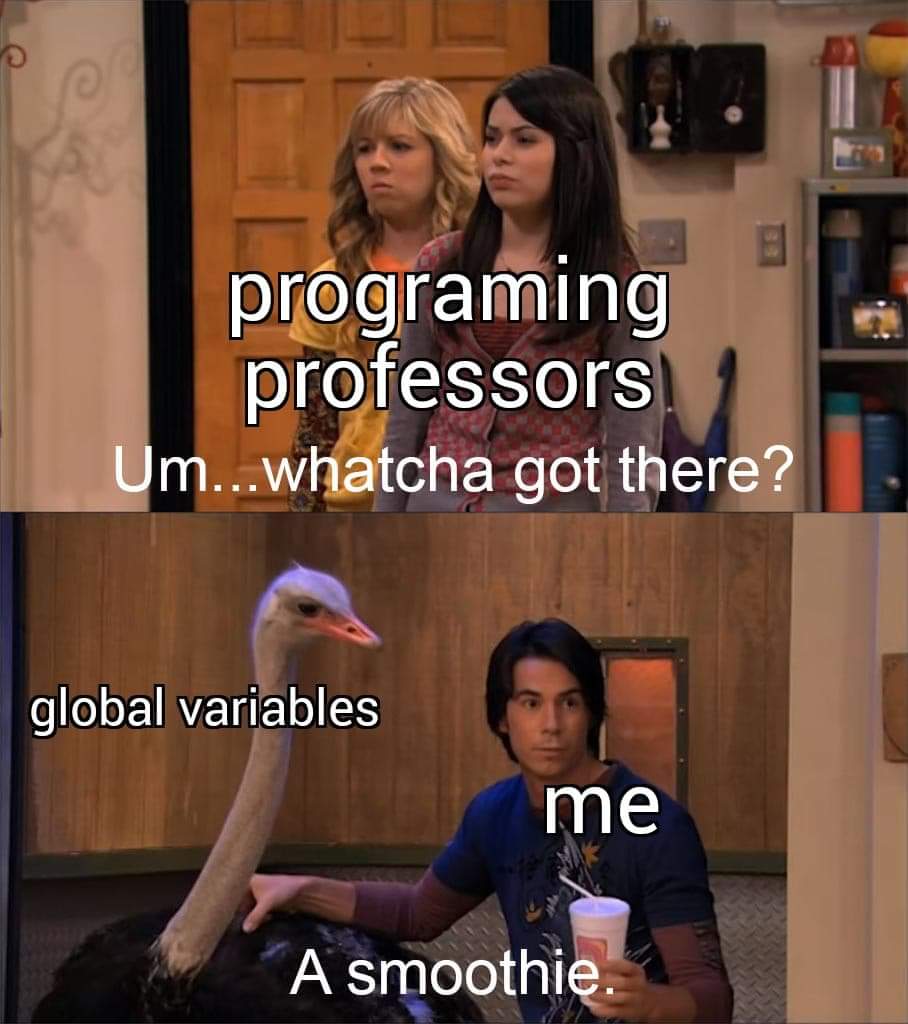 programing
professors
Um...whatcha got there?
global variables
me
A smoothie.